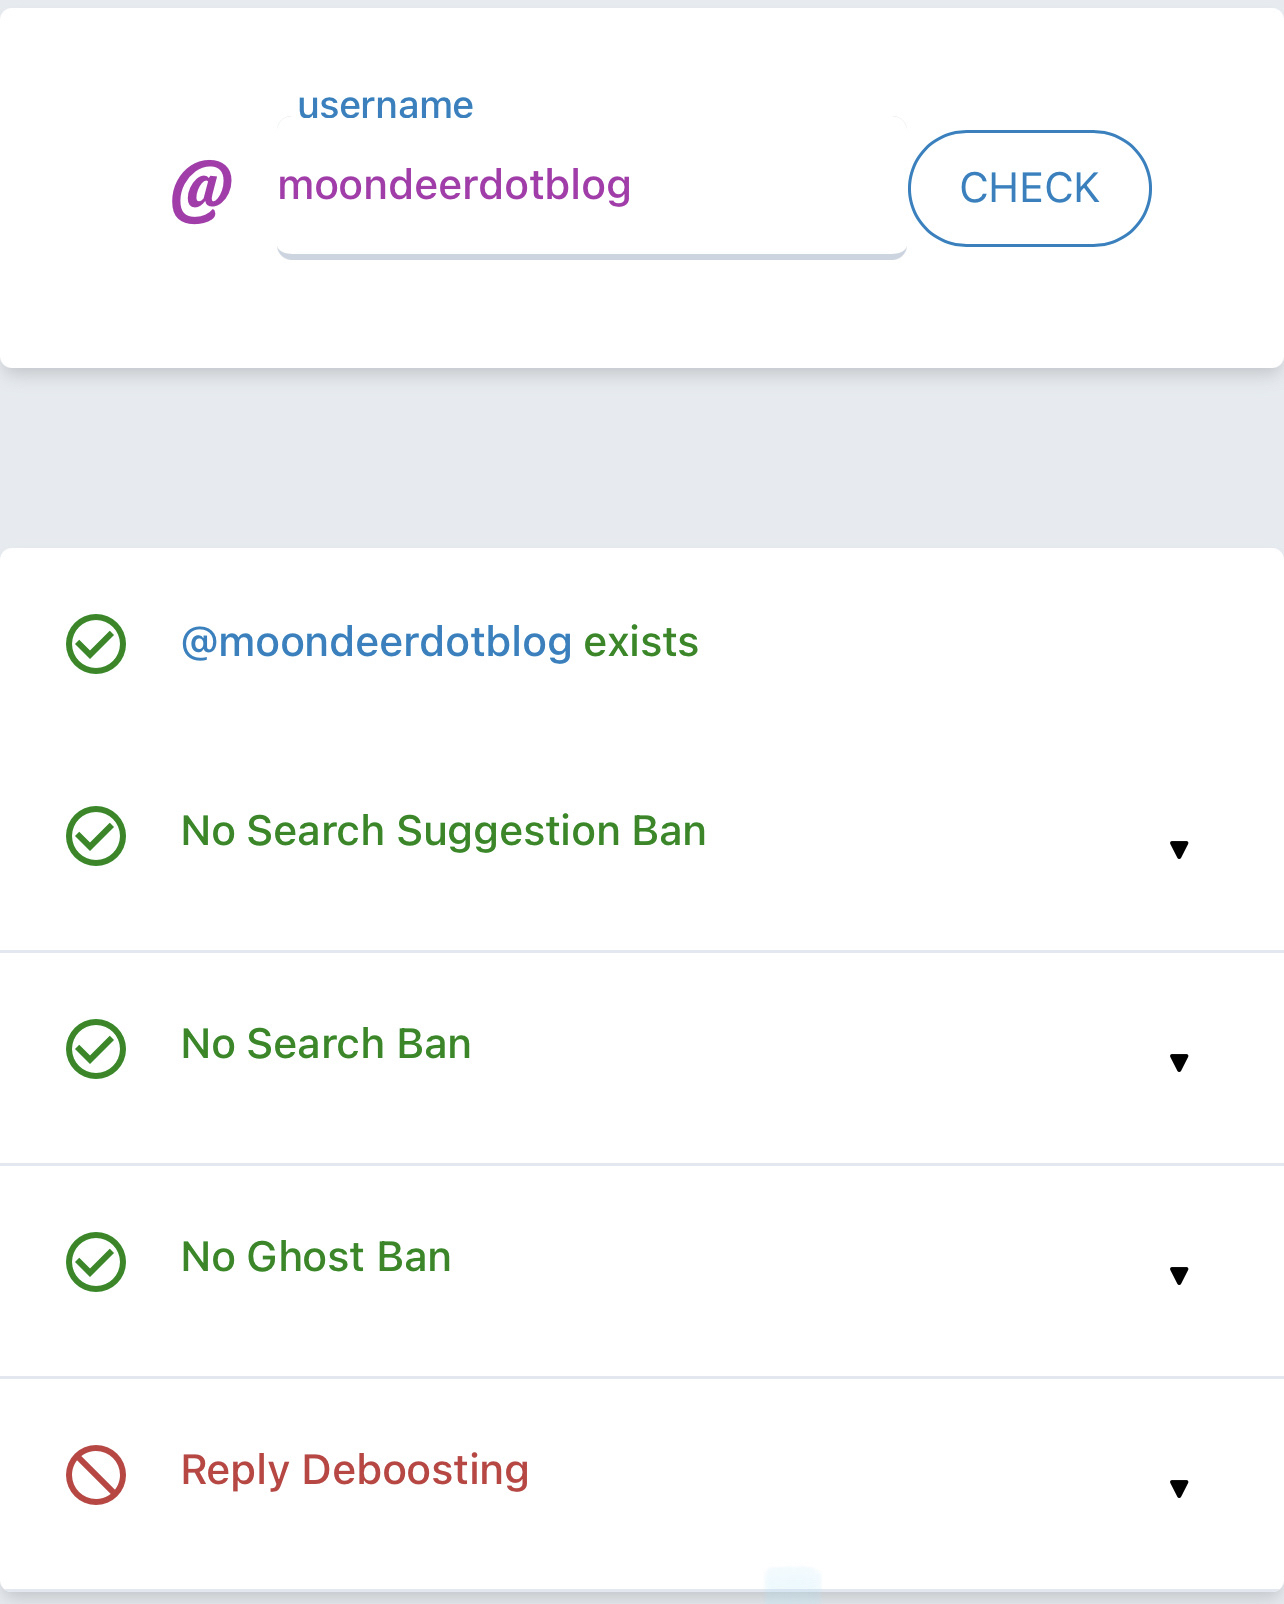 username
@ moondeerdotblog CHECK
@moondeerdotblog exists
No Search Suggestion Ban
No Search Ban
No Ghost Ban
Reply Deboosting